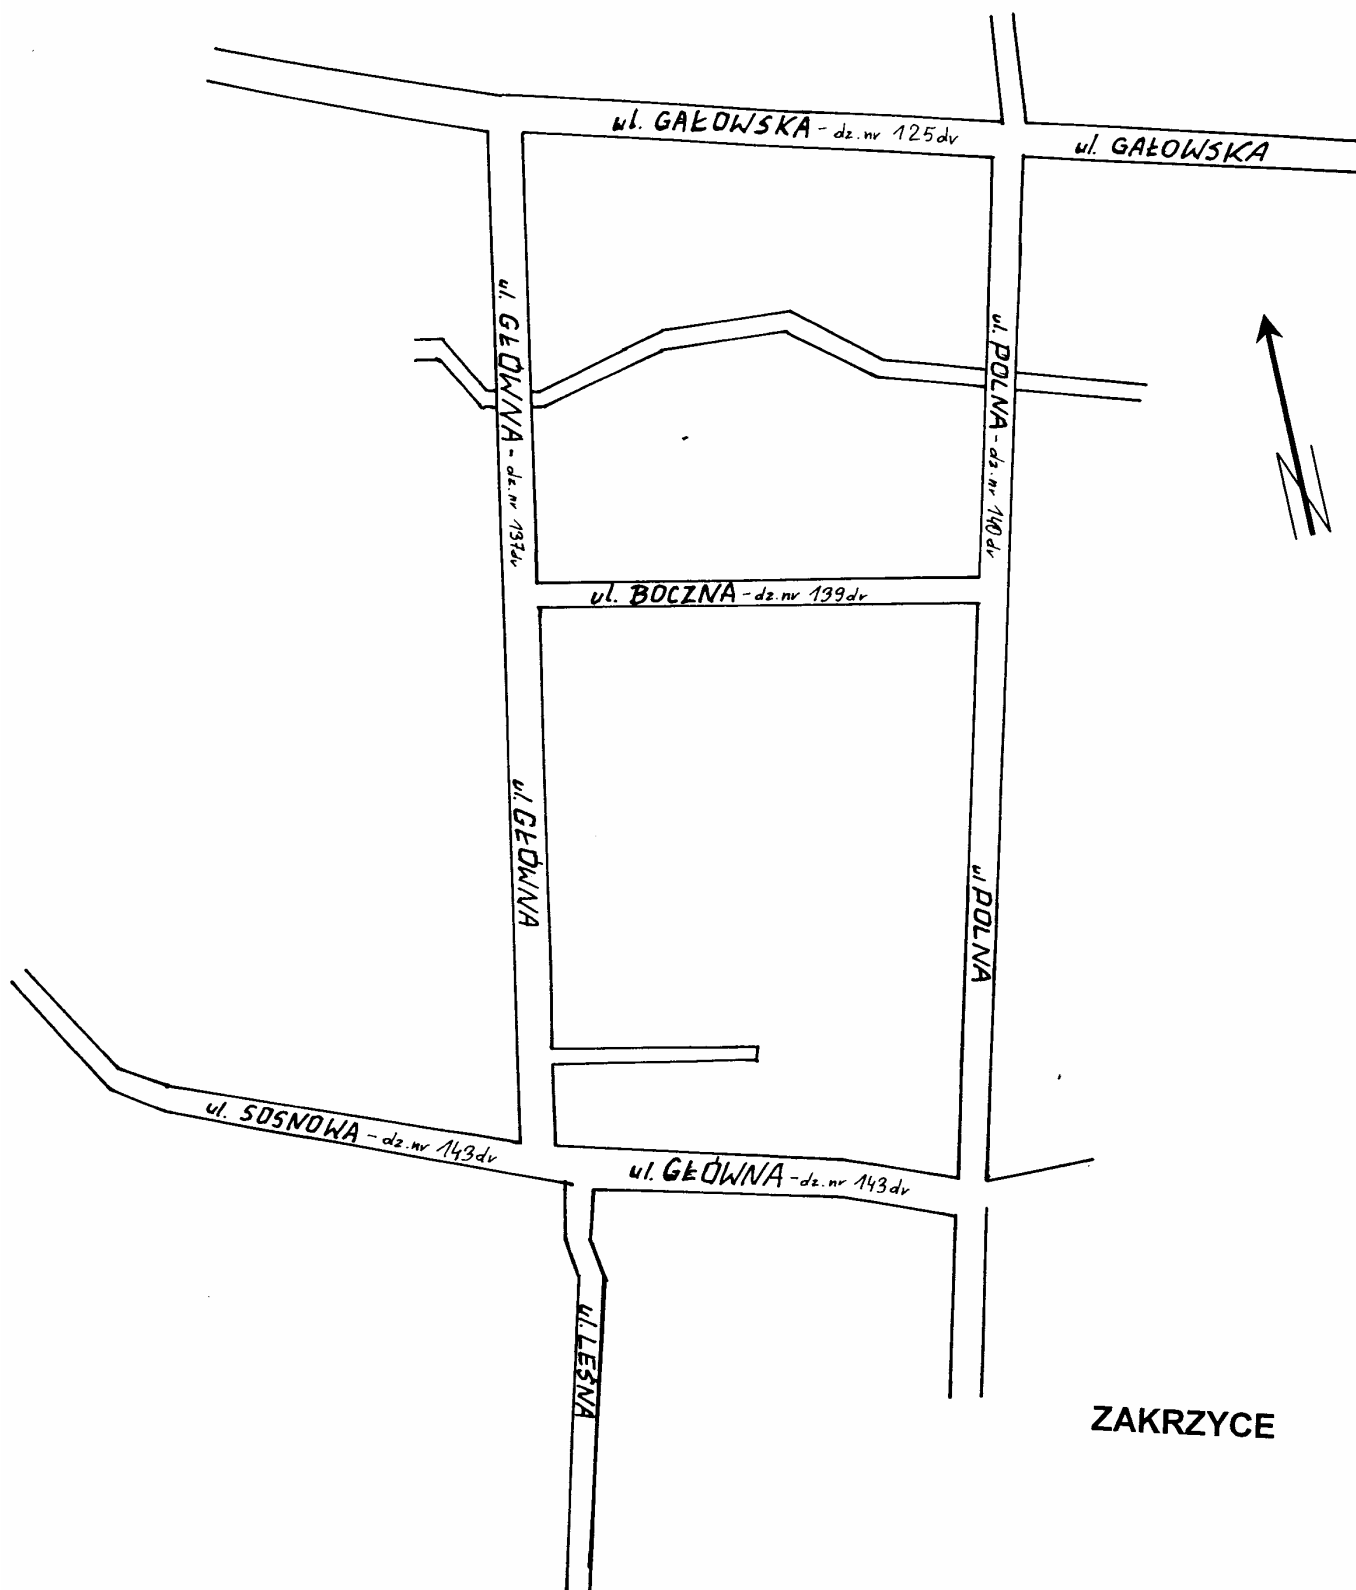 ul. GAŁOWSKA - dz.nr 125dr
ul. GAŁOWSKA
ul. GŁÓWNA - dz.nr 137dr
ul. POLNA - dz.nr 140dr
ul. BOCZNA - dz.nr 139dr
ul. GŁÓWNA
ul POLNA
ul. SOSNOWA - dz.nr 143dr
ul. GŁÓWNA - dz.nr 143dr
ul. LEŚNA
ZAKRZYCE
N